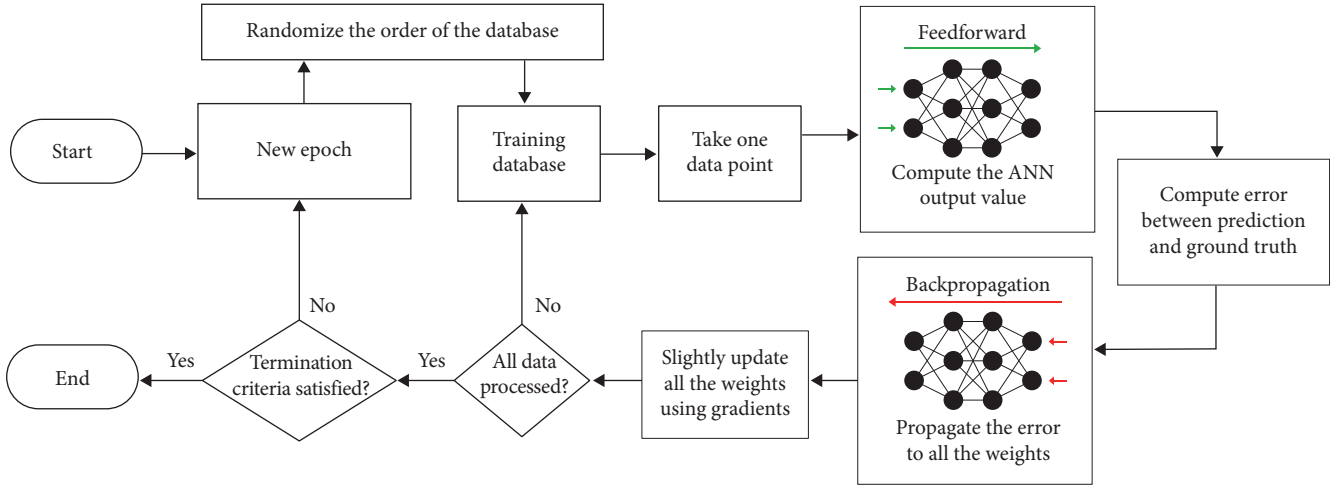 Randomize the order of the database
Start
New epoch
Training
database
Take one
data point
Feedforward
Compute the ANN
output value
Compute error
between prediction
and ground truth
Backpropagation
Propagate the error
to all the weights
Slightly update
all the weights
using gradients
All data
processed?
No
Yes
Termination
criteria satisfied?
No
Yes
End